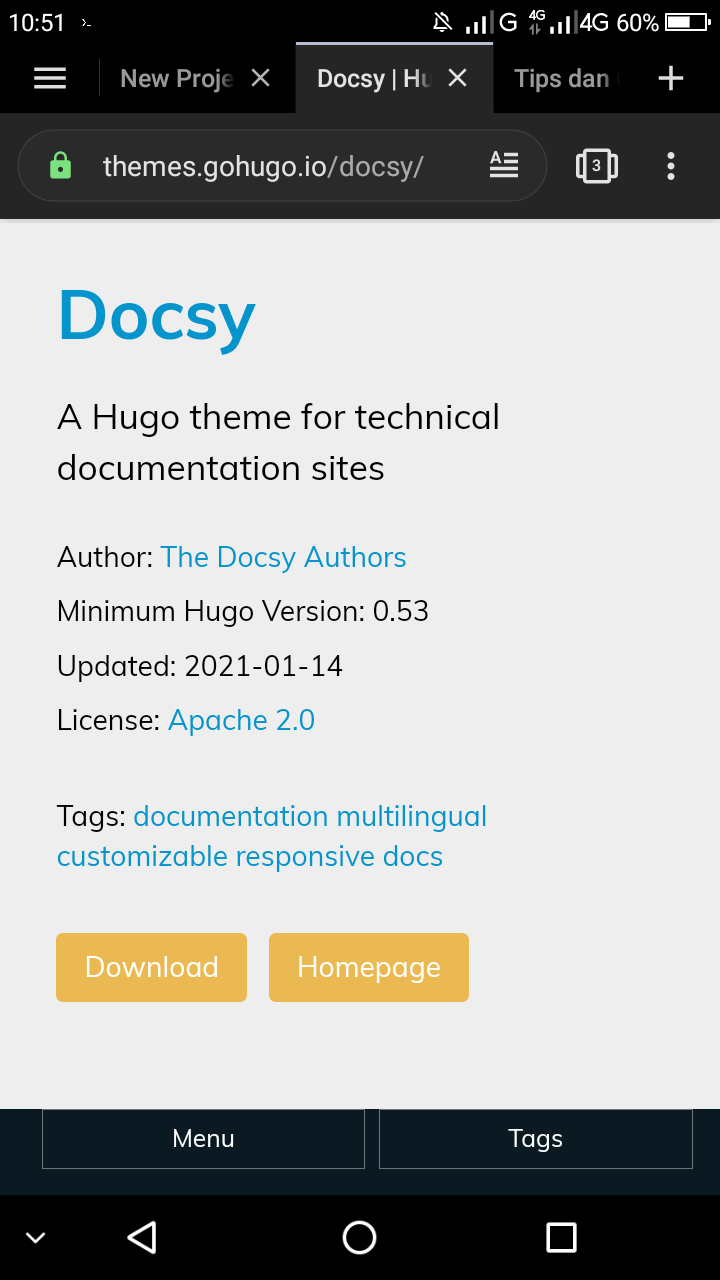 10:51 G 4G 4G 60%
New Proje Docsy | Hu Tips dan
themes.gohugo.io/docsy/ A 3
Docsy
A Hugo theme for technical
documentation sites
Author: The Docsy Authors
Minimum Hugo Version: 0.53
Updated: 2021-01-14
License: Apache 2.0
Tags: documentation multilingual
customizable responsive docs
Download Homepage
Menu Tags